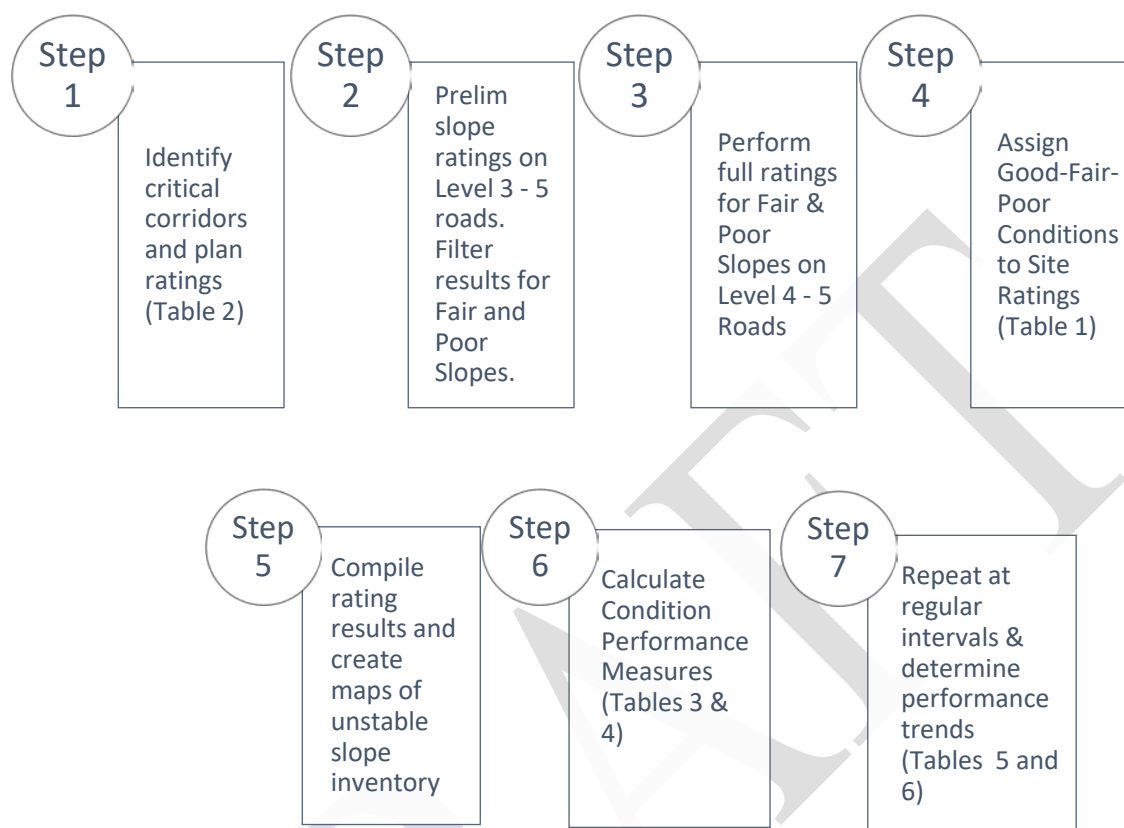 Step
1
Identify
critical
corridors
and plan
ratings
(Table 2)
Step
2
Prelim
slope
ratings on
Level 3 - 5
roads.
Filter
results for
Fair and
Poor
Slopes.
Step
3
Perform
full ratings
for Fair &
Poor
Slopes on
Level 4 - 5
Roads
Step
4
Assign
Good-Fair-
Poor
Conditions
to Site
Ratings
(Table 1)
Step
5
Compile
rating
results and
create
maps of
unstable
slope
inventory
Step
6
Calculate
Condition
Performance
Measures
(Tables 3 &
4)
Step
7
Repeat at
regular
intervals &
determine
performance
trends
(Tables 5 and
6)